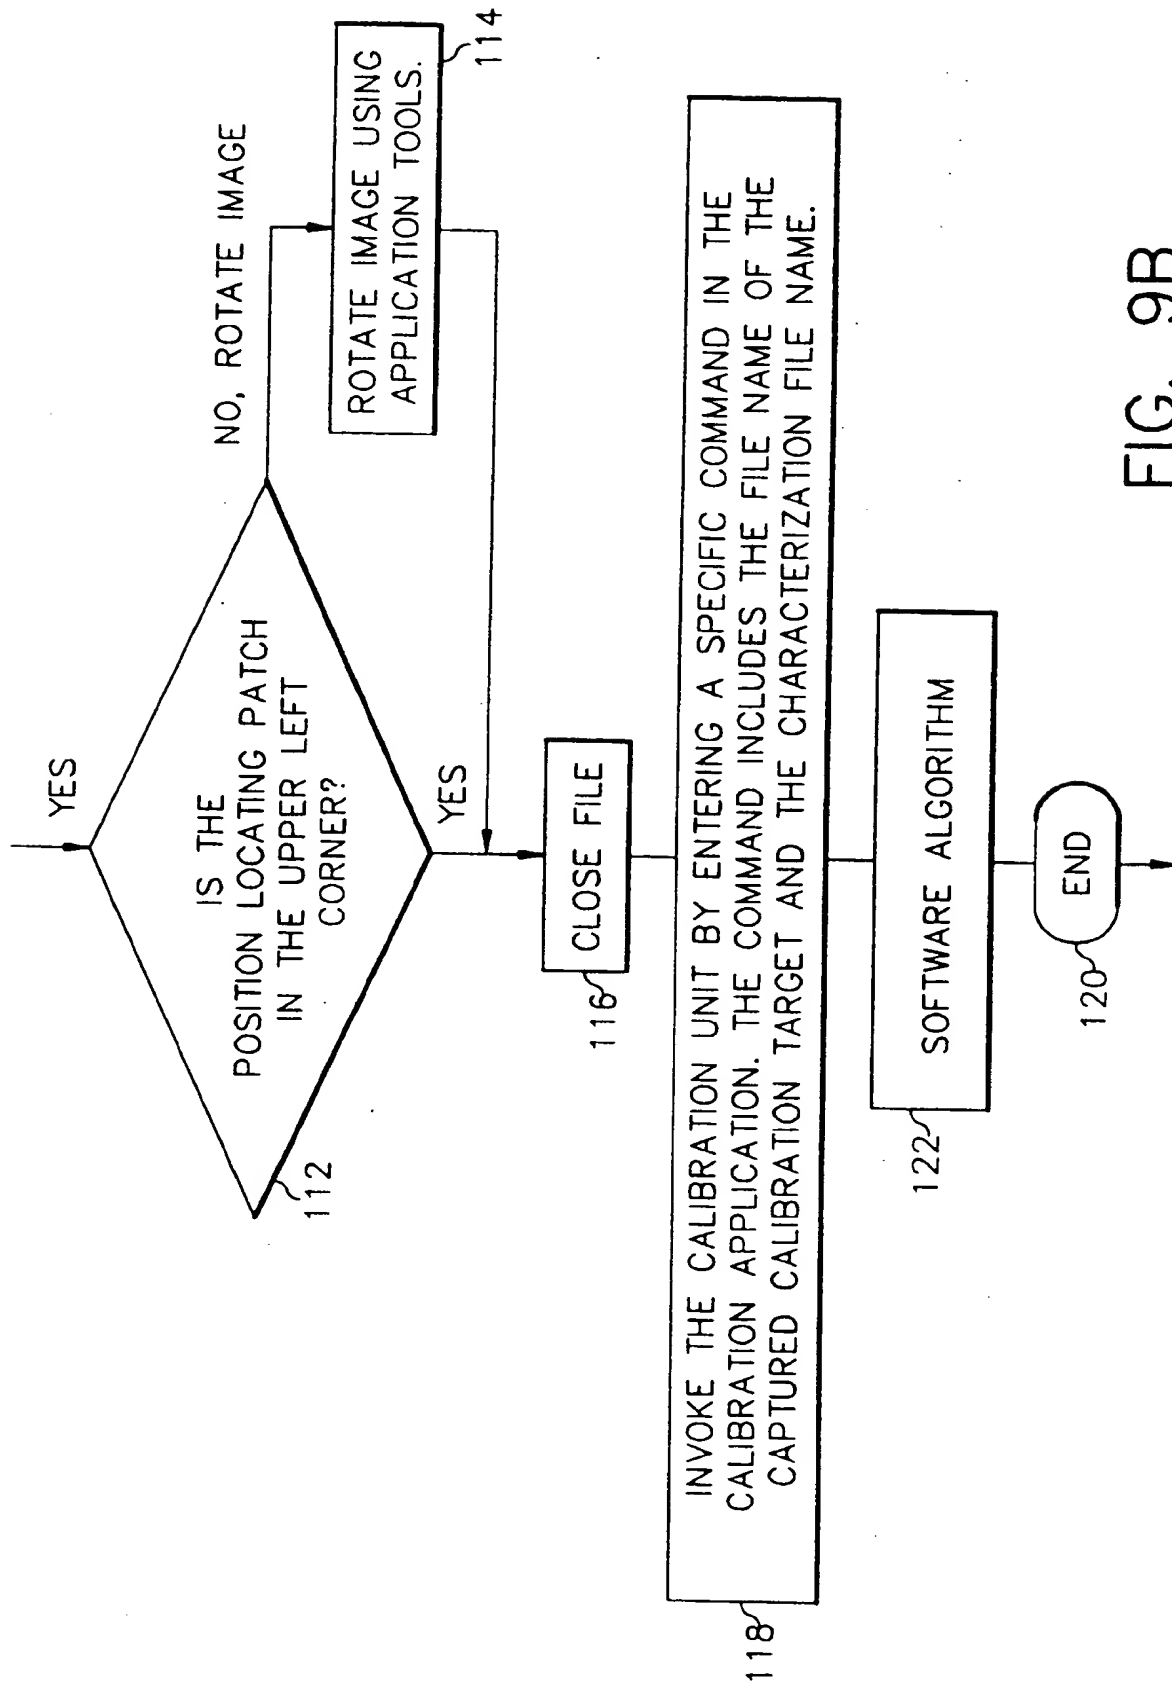 YES
IS THE
POSITION LOCATING PATCH
IN THE UPPER LEFT
CORNER?
112
NO, ROTATE IMAGE
ROTATE IMAGE USING
APPLICATION TOOLS.
114
YES
CLOSE FILE
116
INVOKE THE CALIBRATION UNIT BY ENTERING A SPECIFIC COMMAND IN THE
CALIBRATION APPLICATION. THE COMMAND INCLUDES THE FILE NAME OF THE
CAPTURED CALIBRATION TARGET AND THE CHARACTERIZATION FILE NAME.
118
SOFTWARE ALGORITHM
122
END
120
FIG. 9B